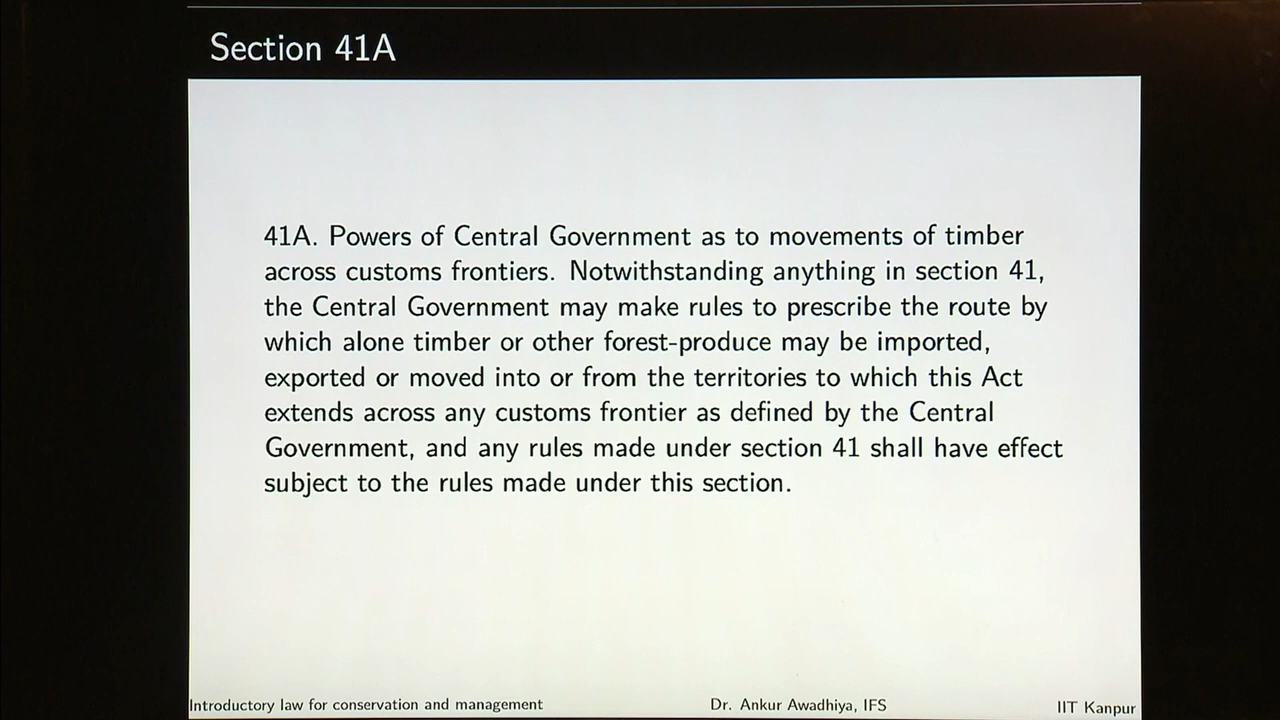 Section 41A
41A. Powers of Central Government as to movements of timber
across customs frontiers. Notwithstanding anything in section 41,
the Central Government may make rules to prescribe the route by
which alone timber or other forest-produce may be imported,
exported or moved into or from the territories to which this Act
extends across any customs frontier as defined by the Central
Government, and any rules made under section 41 shall have effect
subject to the rules made under this section.
Introductory law for conservation and management Dr. Ankur Awadhiya, IFS IIT Kanpur